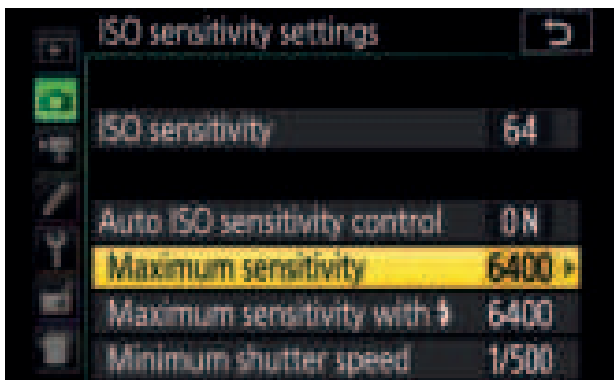 ISO sensitivity settings
ISO sensitivity 64
Auto ISO sensitivity control ON
Maximum sensitivity 6400
Maximum sensitivity with 6400
Minimum shutter speed 1/500